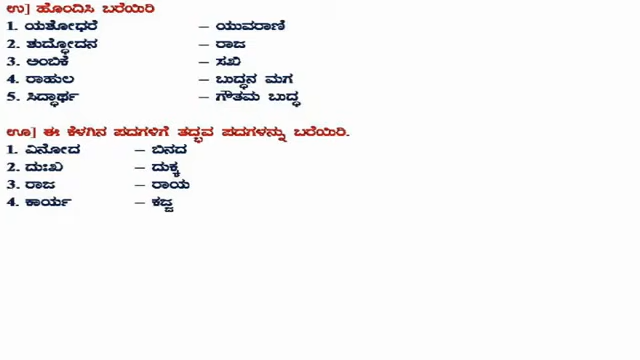 ಉ] ಹೊಂದಿಸಿ ಬರೆಯಿರಿ
1. ಯಶೋಧರೆ – ಯುವರಾಣಿ
2. ಶುದ್ಧೋದನ – ರಾಜ
3. ಅಂಬಿಕೆ – ಸಖಿ
4. ರಾಹುಲ – ಬುದ್ಧನ ಮಗ
5. ಸಿದ್ಧಾರ್ಥ – ಗೌತಮ ಬುದ್ಧ
ಊ] ಈ ಕೆಳಗಿನ ಪದಗಳಿಗೆ ತದ್ಭವ ಪದಗಳನ್ನು ಬರೆಯಿರಿ.
1. ವಿನೋದ – ಬಿನದ
2. ದುಃಖ – ದುಕ್ಕ
3. ರಾಜ – ರಾಯ
4. ಕಾರ್ಯ – ಕಜ್ಜ